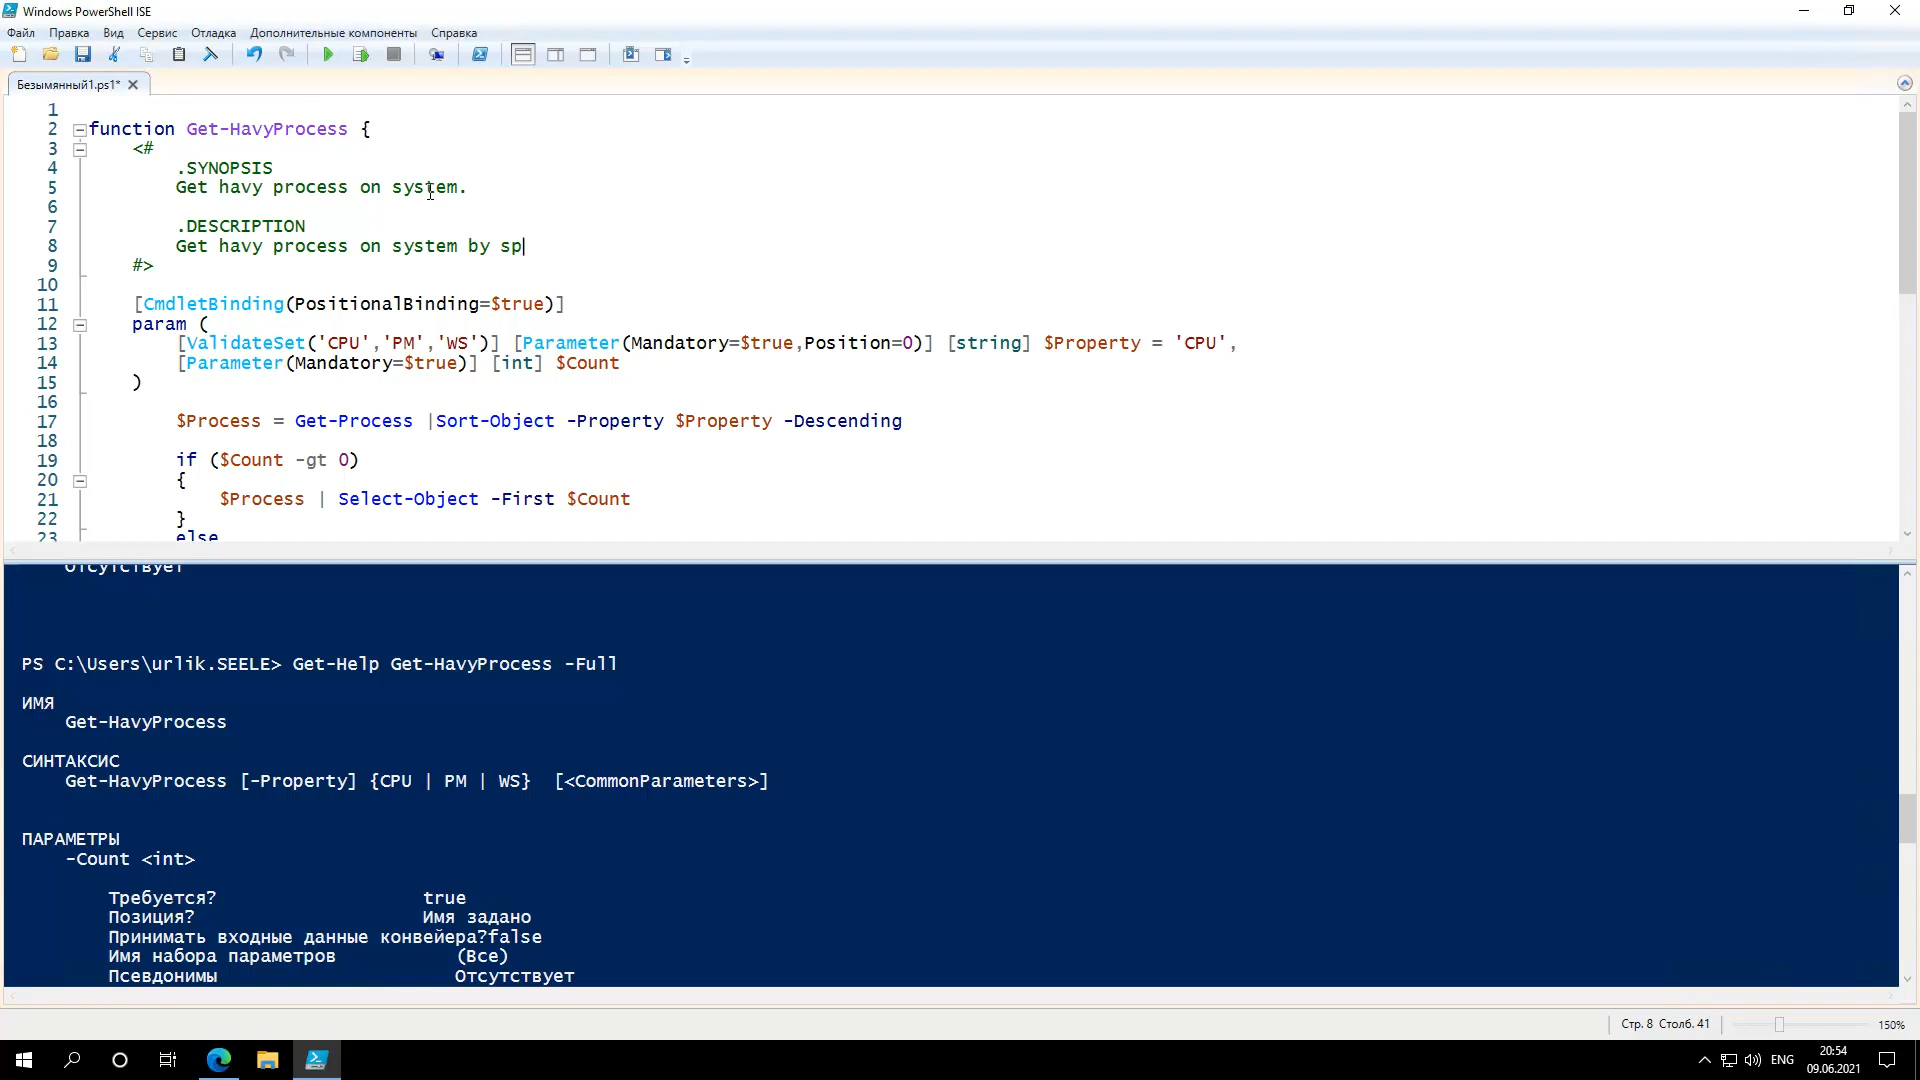 Windows PowerShell ISE
Файл Правка Вид Сервис Отладка Дополнительные компоненты Справка
Безымянный1.ps1*
1
2 function Get-HavyProcess {
3 <#
4 .SYNOPSIS
5 Get havy process on system.
6
7 .DESCRIPTION
8 Get havy process on system by sp
9 #>
10
11 [CmdletBinding(PositionalBinding=$true)]
12 param (
13 [ValidateSet('CPU','PM','WS')] [Parameter(Mandatory=$true,Position=0)] [string] $Property = 'CPU',
14 [Parameter(Mandatory=$true)] [int] $Count
15 )
16
17 $Process = Get-Process |Sort-Object -Property $Property -Descending
18
19 if ($Count -gt 0)
20 {
21 $Process | Select-Object -First $Count
22 }
23 else
Отсутствует
PS C:\Users\urlik.SEELE> Get-Help Get-HavyProcess -Full
ИМЯ
Get-HavyProcess
СИНТАКСИС
Get-HavyProcess [-Property] {CPU | PM | WS} [<CommonParameters>]
ПАРАМЕТРЫ
-Count <int>
Требуется? true
Позиция? Имя задано
Принимать входные данные конвейера?false
Имя набора параметров (Все)
Псевдонимы Отсутствует
Стр. 8 Столб. 41 150%
ENG 20:54
09.06.2021